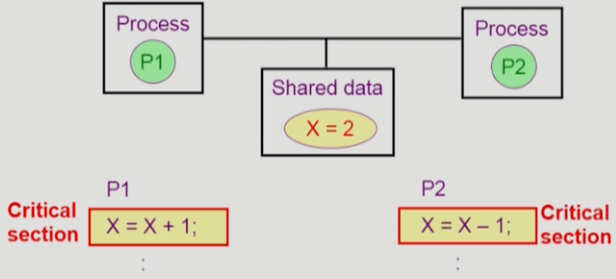 Process
P1
Process
P2
Shared data
X = 2
P1
P2
Critical
section
X = X + 1;
X = X – 1;
Critical
section
:
: